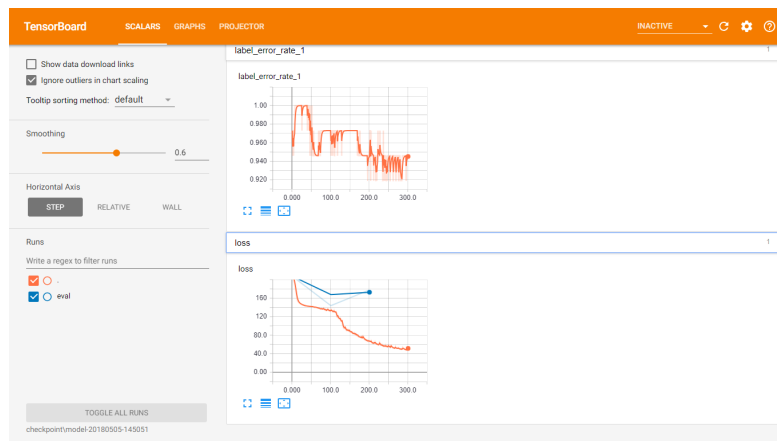 TensorBoard SCALARS GRAPHS PROJECTOR INACTIVE
Show data download links
Ignore outliers in chart scaling
Tooltip sorting method: default
Smoothing
0.6
Horizontal Axis
STEP RELATIVE WALL
Runs
Write a regex to filter runs
.
eval
TOGGLE ALL RUNS
checkpoint\model-20180505-145051
label_error_rate_1 1
label_error_rate_1
1.00
0.980
0.960
0.940
0.920
0.000 100.0 200.0 300.0
loss 1
loss
160
120
80.0
40.0
0.00
0.000 100.0 200.0 300.0